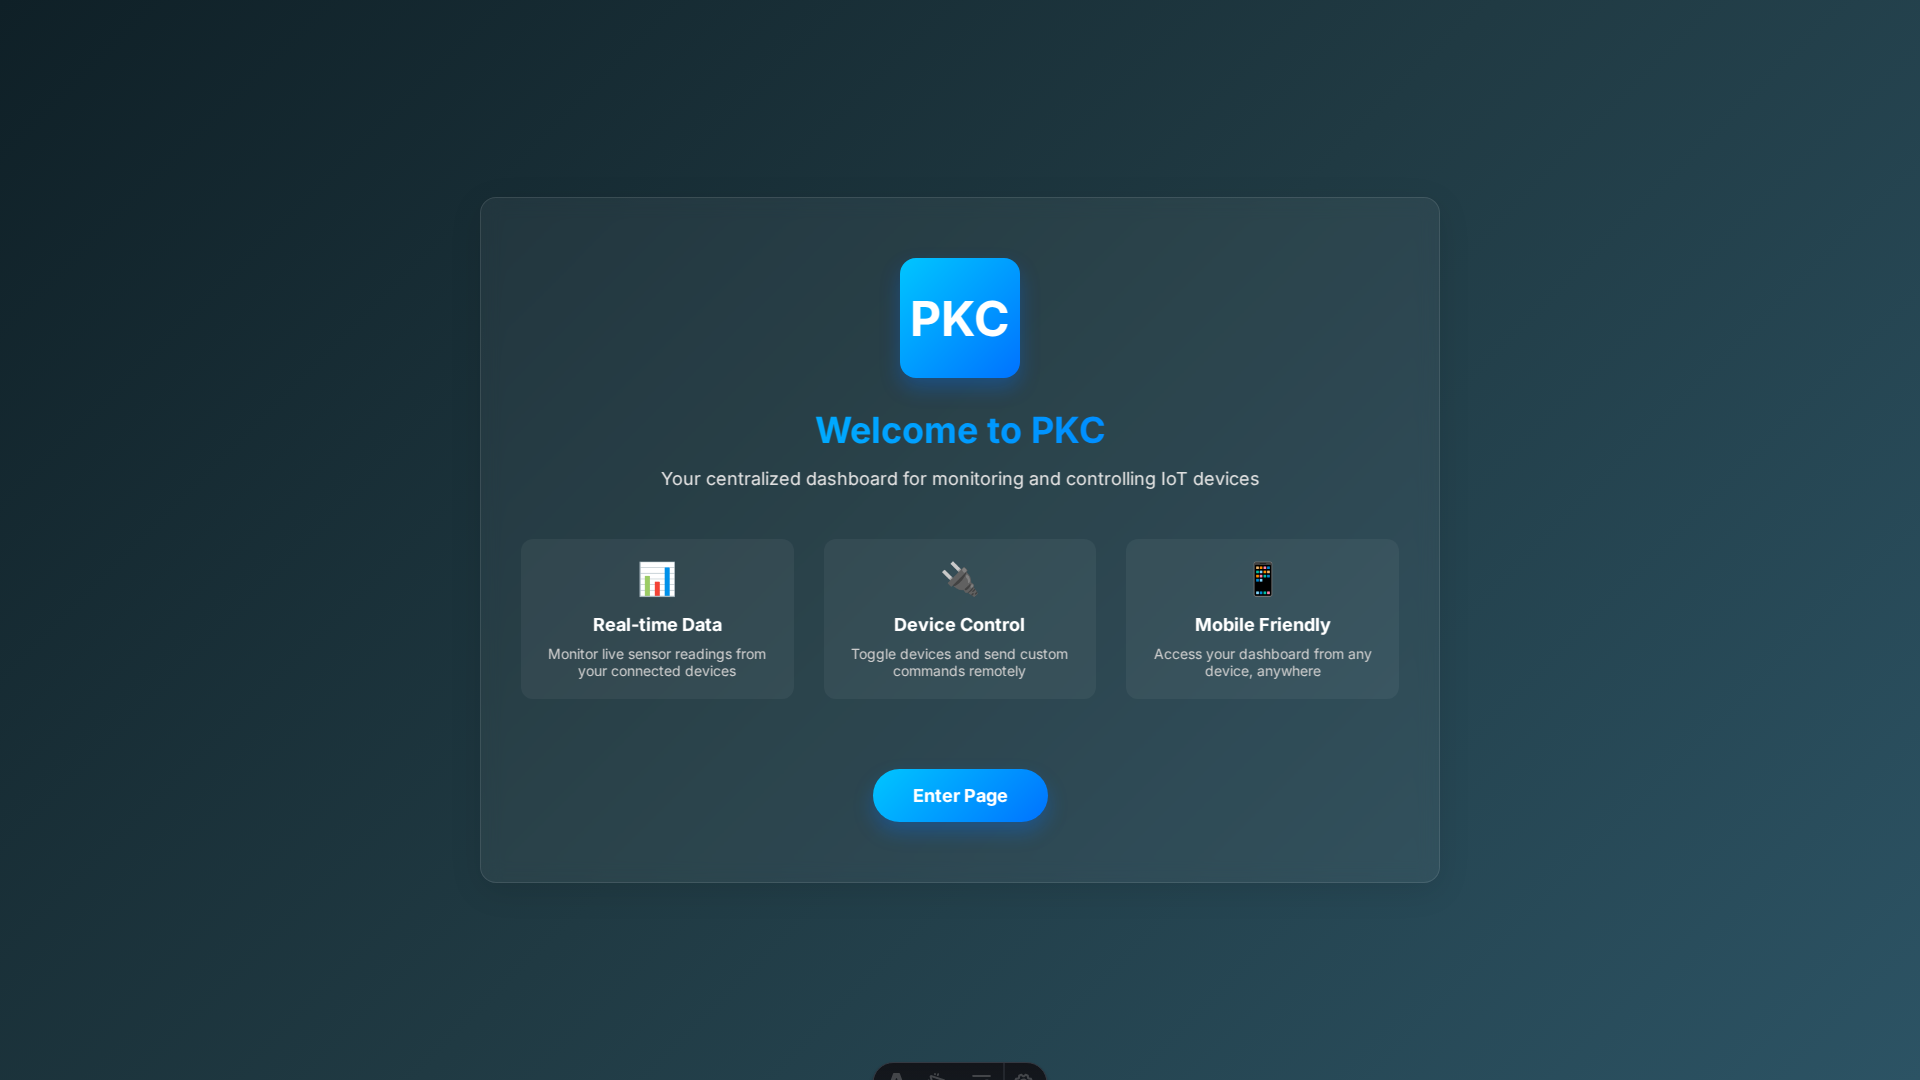 PKC
Welcome to PKC
Your centralized dashboard for monitoring and controlling IoT devices
Real-time Data
Monitor live sensor readings from
your connected devices
Device Control
Toggle devices and send custom
commands remotely
Mobile Friendly
Access your dashboard from any
device, anywhere
Enter Page